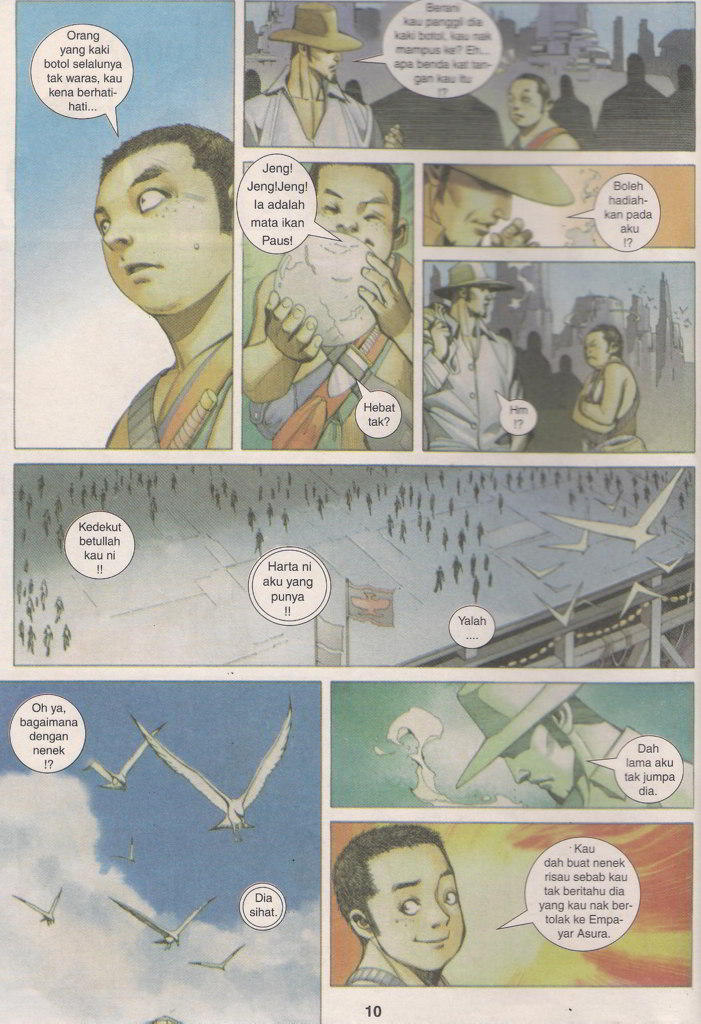 Orang
yang kaki
botol selalunya
tak waras, kau
kena berhati-
hati...
Berani
kau panggil dia
kaki botol, kau nak
mampus ke? Eh...
apa benda kat tan-
gan kau itu
!?
Jeng!
Jeng!Jeng!
Ia adalah
mata ikan
Paus!
Hebat
tak?
Boleh
hadiah-
kan pada
aku
!?
Hm
!?
Kedekut
betullah
kau ni
!!
Harta ni
aku yang
punya
!!
Yalah
....
Oh ya,
bagaimana
dengan
nenek
!?
Dia
sihat.
Dah
lama aku
tak jumpa
dia.
Kau
dah buat nenek
risau sebab kau
tak beritahu dia
yang kau nak ber-
tolak ke Empa-
yar Asura.
10